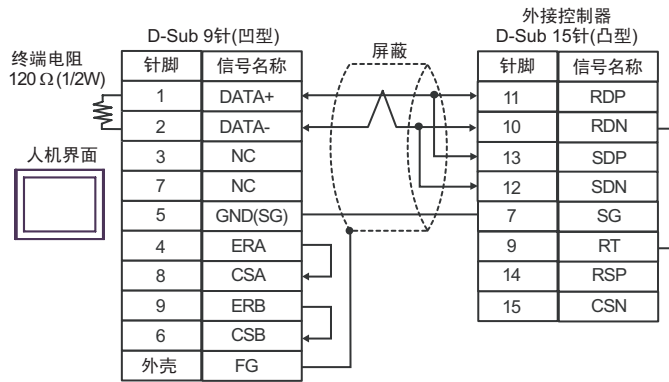 外接控制器
D-Sub 9针(凹型)
D-Sub 15针(凸型)
终端电阻
120 Ω (1/2W)
屏蔽
针脚 信号名称
针脚 信号名称
1 DATA+
11 RDP
2 DATA-
10 RDN
人机界面
3 NC
13 SDP
7 NC
12 SDN
5 GND(SG)
7 SG
4 ERA
9 RT
8 CSA
14 RSP
9 ERB
15 CSN
6 CSB
外壳 FG